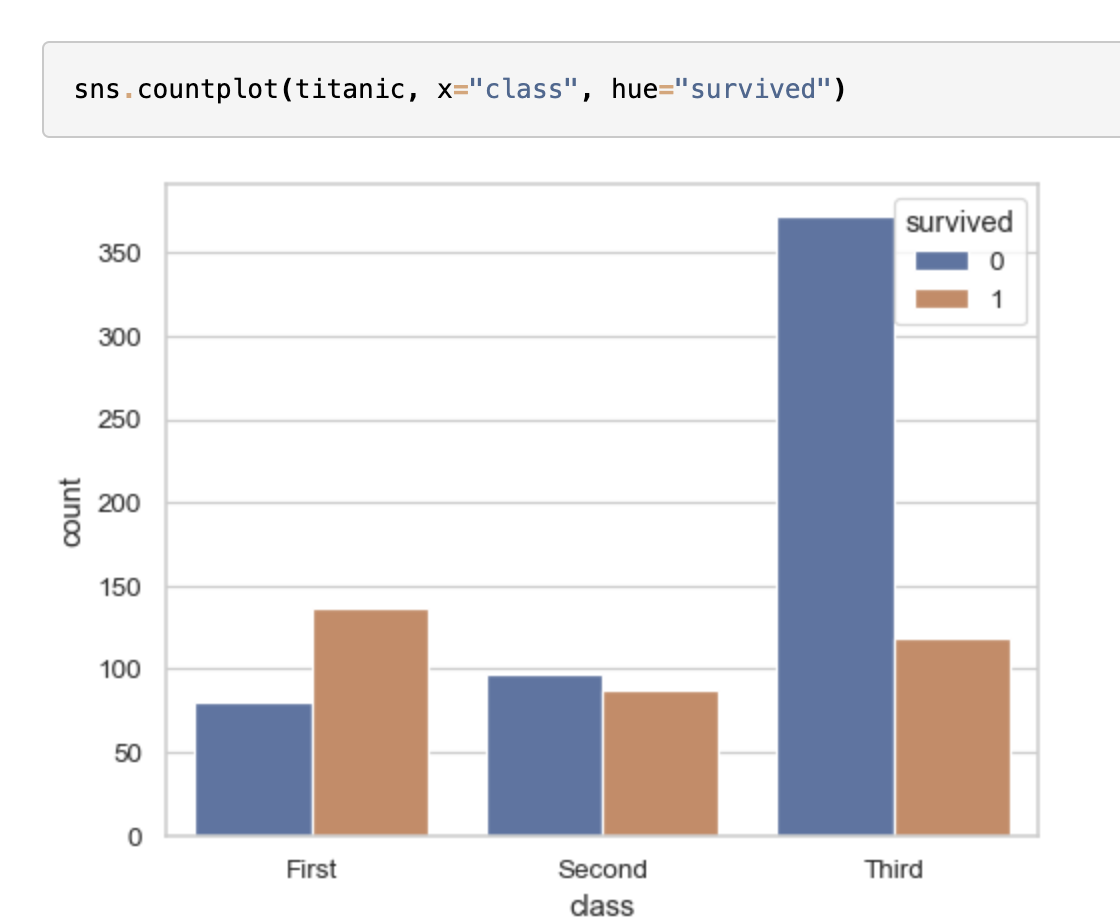 sns.countplot(titanic, x="class", hue="survived")
survived
0
1
350
300
250
200
150
100
50
0
count
First Second Third
class